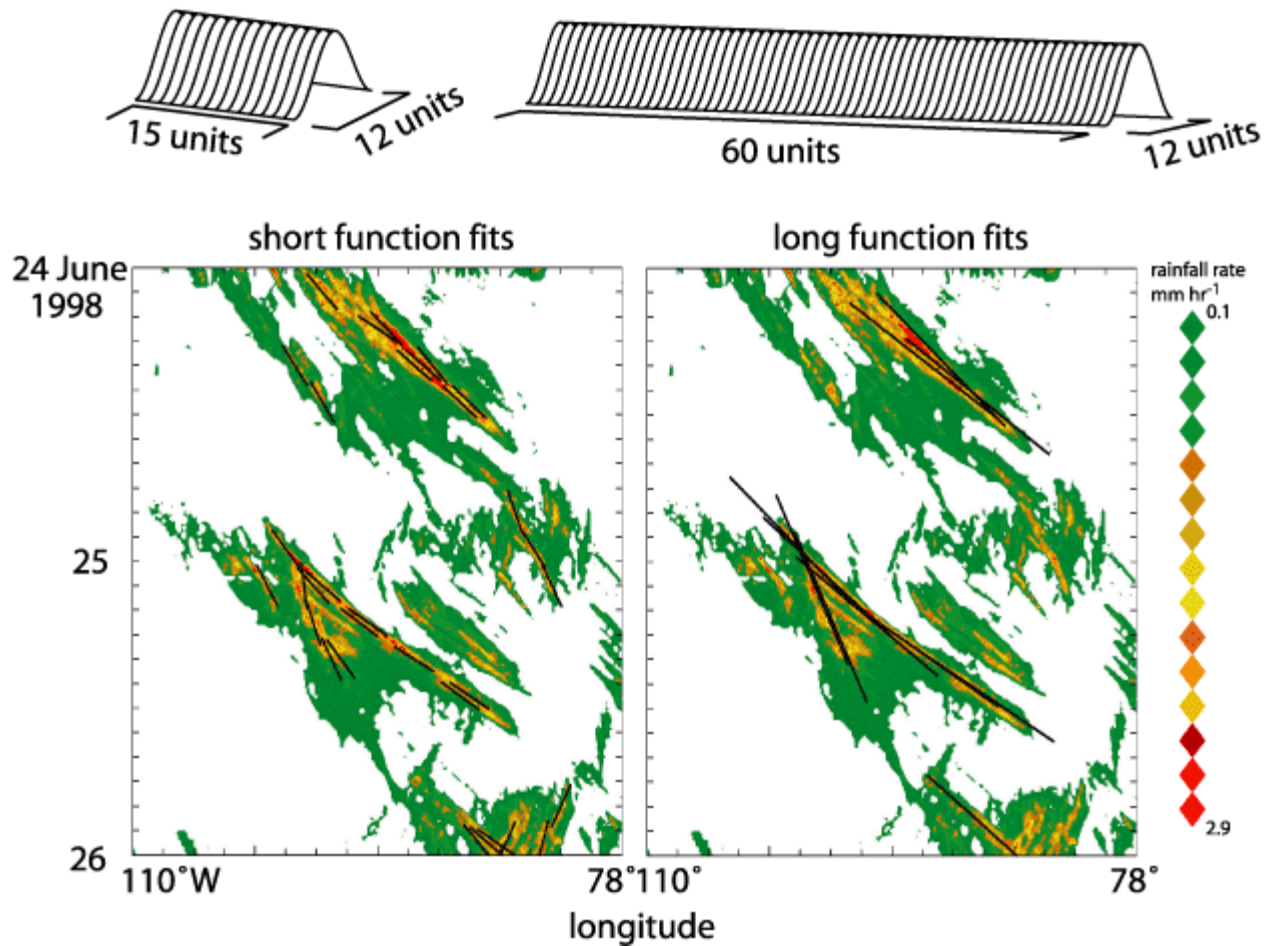 15 units
12 units
60 units
12 units
short function fits
long function fits
24 June
1998
25
26
110°W
78°
110°
78°
longitude
rainfall rate
mm hr⁻¹
0.1
2.9